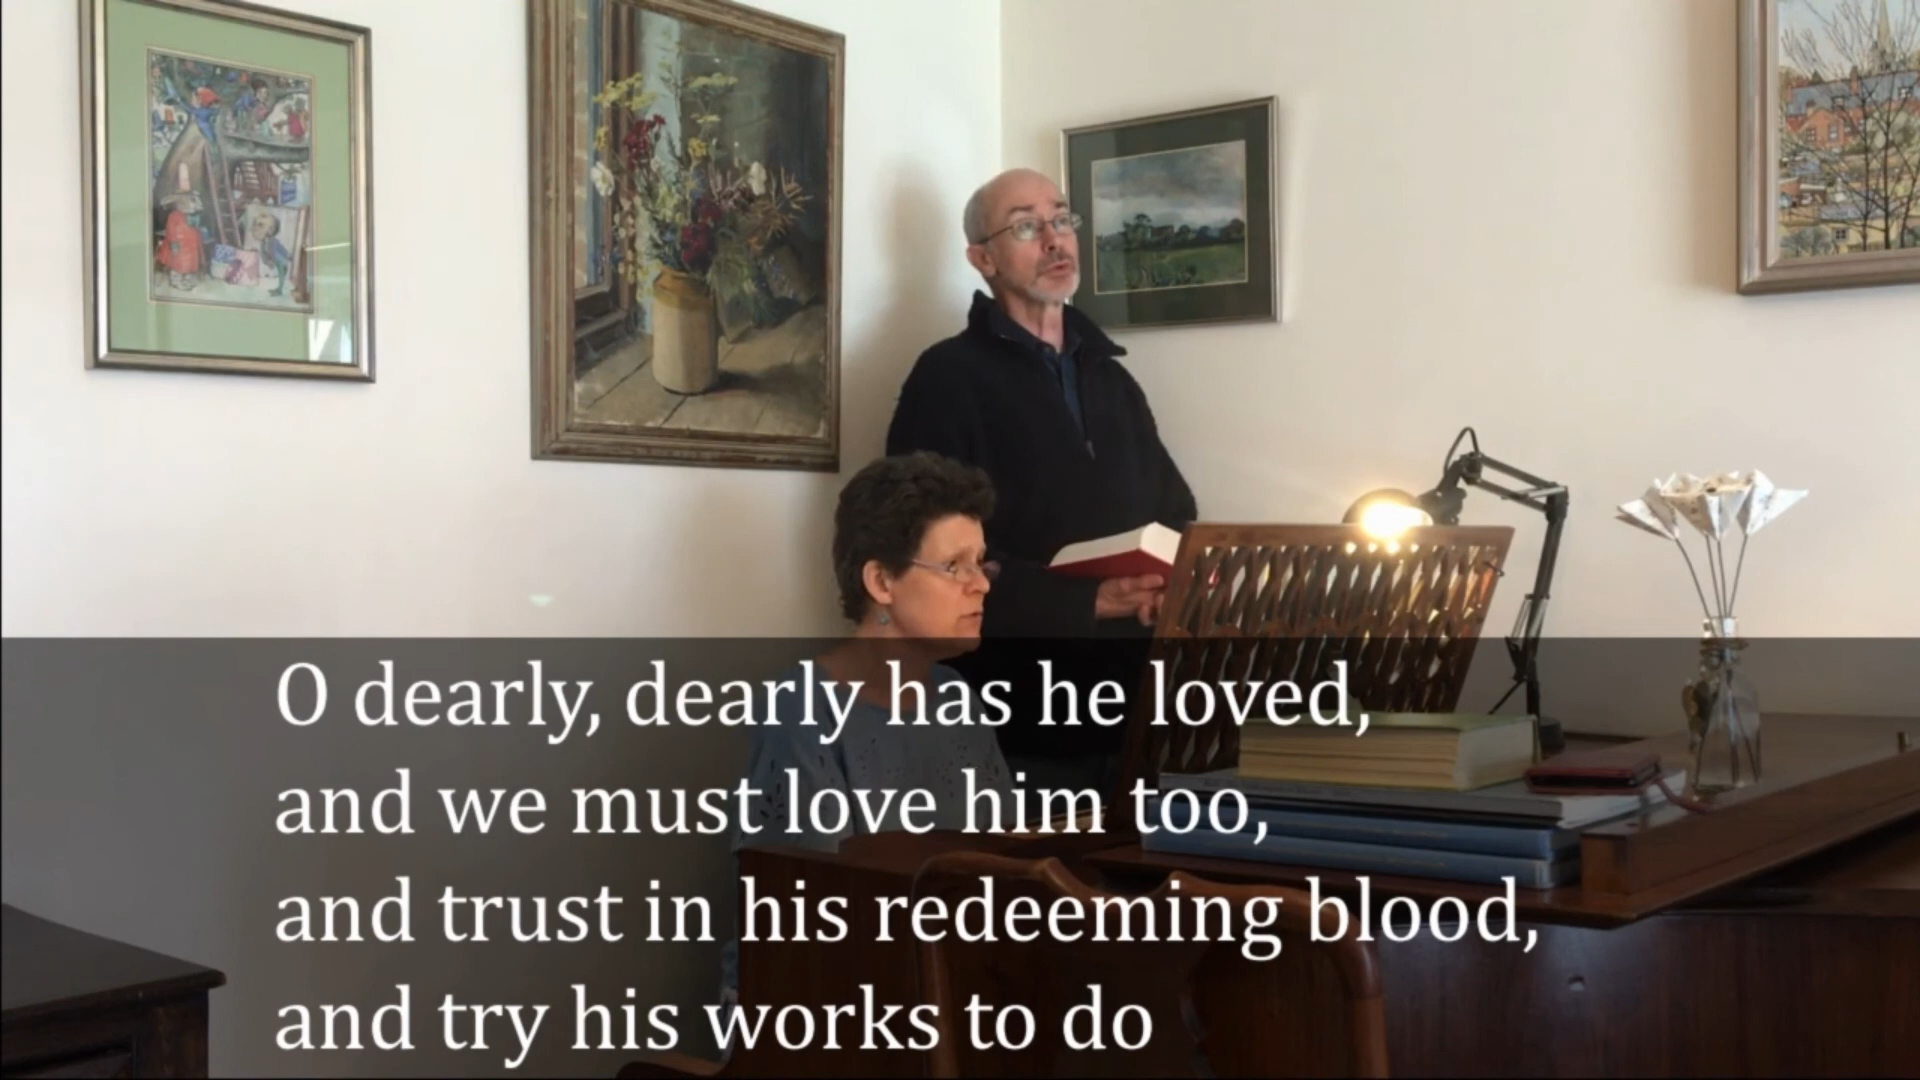 O dearly, dearly has he loved,
and we must love him too,
and trust in his redeeming blood,
and try his works to do